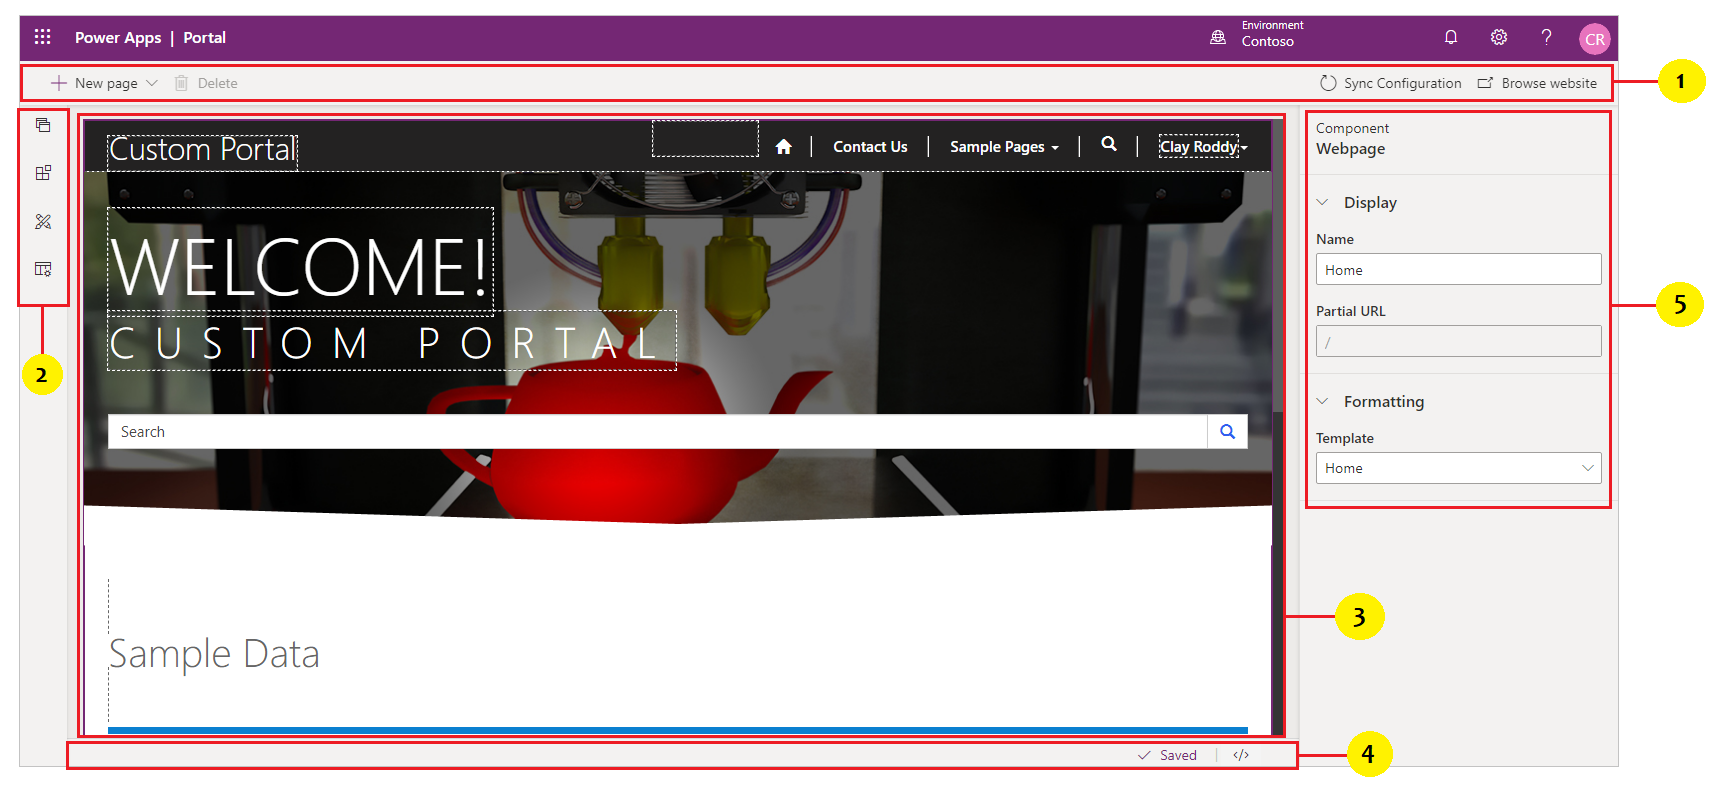 Power Apps | Portal
Environment
Contoso
?
CR
New page
Delete
Sync Configuration
Browse website
1
2
Custom Portal
Contact Us
Sample Pages
Clay Roddy
WELCOME!
CUSTOM PORTAL
Search
Sample Data
3
Saved
</>
4
Component
Webpage
Display
Name
Home
Partial URL
/
Formatting
Template
Home
5